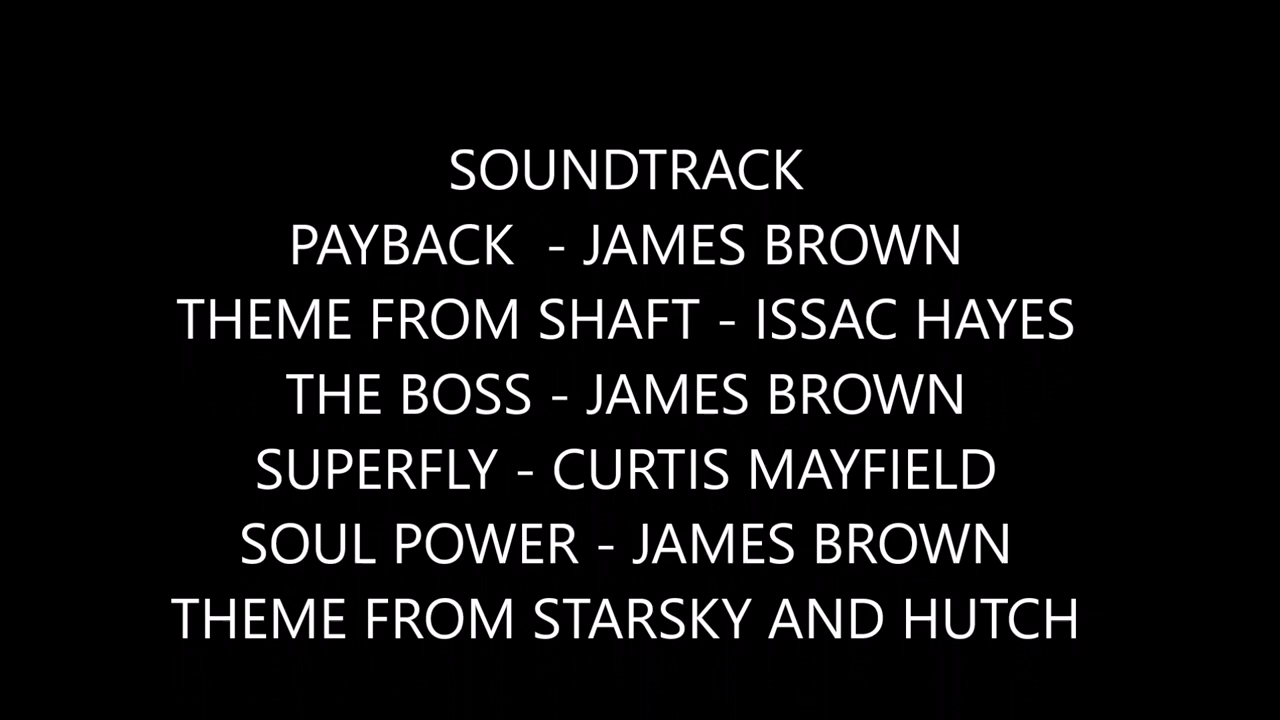 SOUNDTRACK
PAYBACK  - JAMES BROWN
THEME FROM SHAFT - ISSAC HAYES
THE BOSS - JAMES BROWN
SUPERFLY - CURTIS MAYFIELD
SOUL POWER - JAMES BROWN
THEME FROM STARSKY AND HUTCH